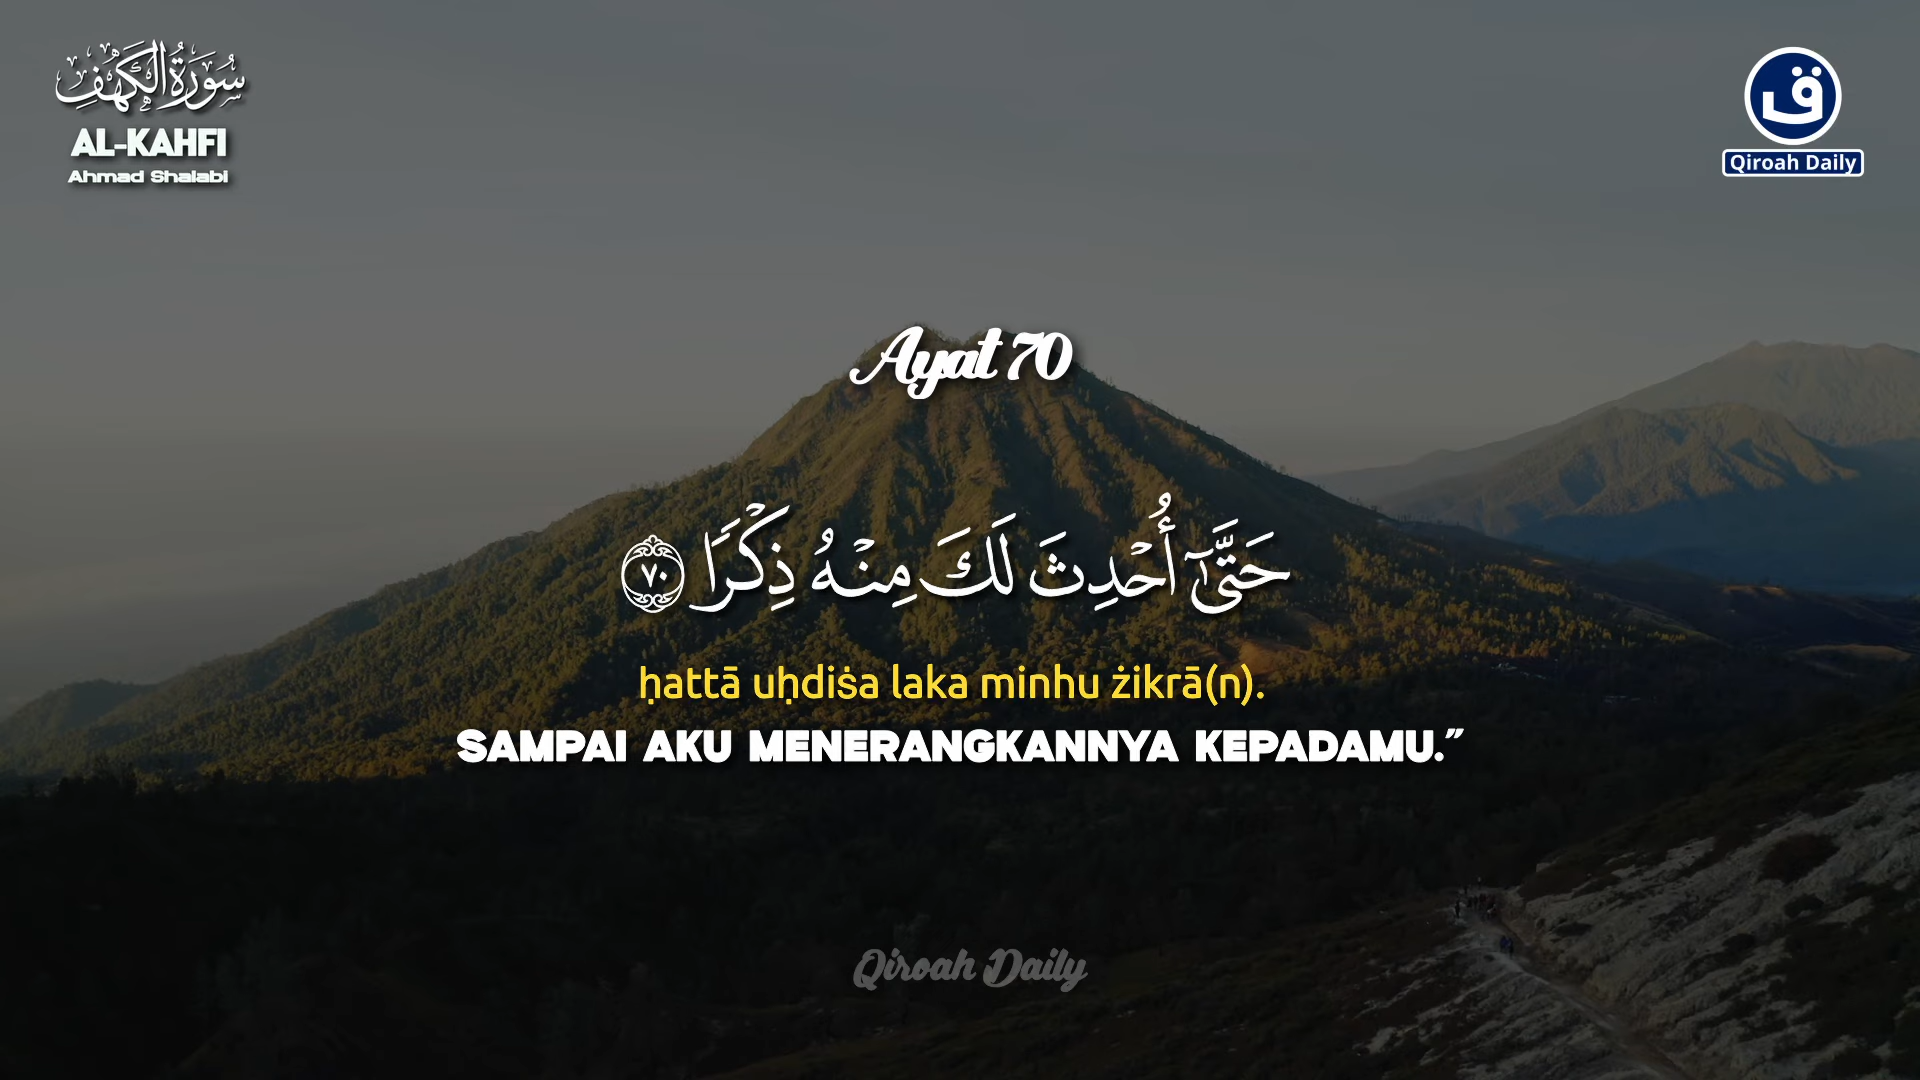 سُورَةُ الْكَهْفِ
AL-KAHFI
Ahmad Shalabi
ق
Qiroah Daily
Ayat 70
حَتَّىٰٓ أُحْدِثَ لَكَ مِنْهُ ذِكْرًا ٧٠
ḥattā uḥdiṡa laka minhu żikrā(n).
SAMPAI AKU MENERANGKANNYA KEPADAMU.”
Qiroah Daily